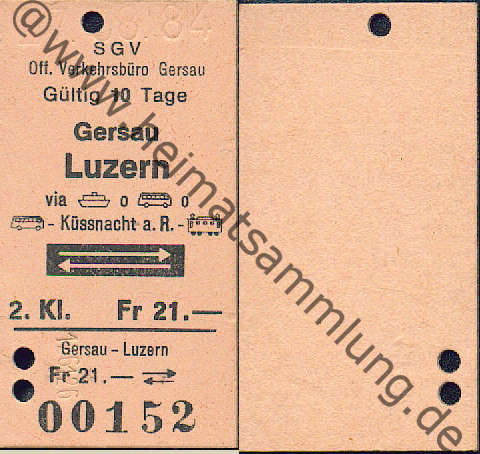 84
SGV
Off. Verkehrsbüro Gersau
Gültig 10 Tage
Gersau
Luzern
via o o
- Küssnacht a. R. -
2. Kl. Fr 21.—
Gersau - Luzern
Fr 21.—
00152
@www.heimatsammlung.de